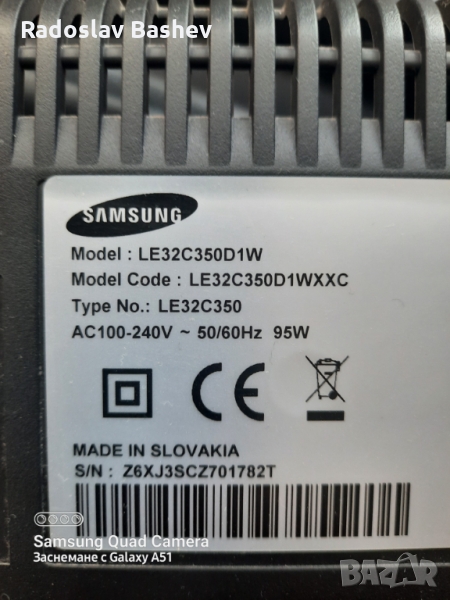 Radoslav Bashev
SAMSUNG
Model : LE32C350D1W
Model Code : LE32C350D1WXXC
Type No.: LE32C350
AC100-240V ~ 50/60Hz 95W
CE
MADE IN SLOVAKIA
S/N : Z6XJ3SCZ701782T
Samsung Quad Camera
Заснемане с Galaxy A51
BAZAR